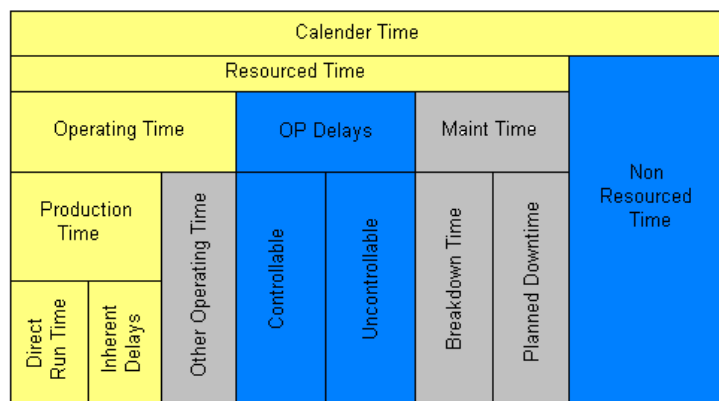 Calender Time
Resourced Time
Operating Time
OP Delays
Maint Time
Non
Resourced
Time
Production
Time
Other Operating Time
Controllable
Uncontrollable
Breakdown Time
Planned Downtime
Direct
Run Time
Inherent
Delays